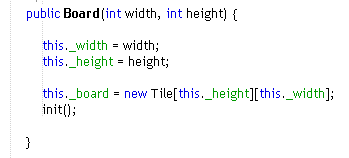 public Board(int width, int height) {
this._width = width;
this._height = height;
this._board = new Tile[this._height][this._width];
init();
}